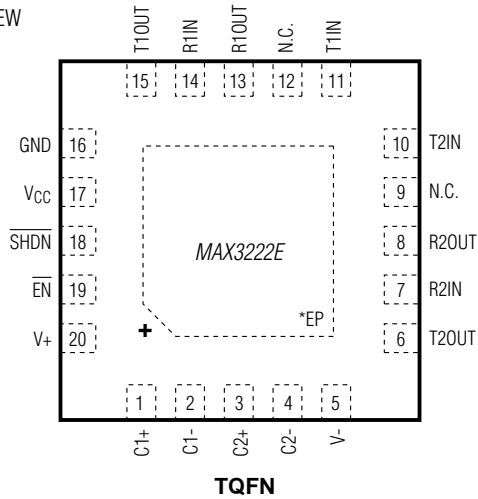 EW
T1OUT
R1IN
R1OUT
N.C.
T1IN
15 14 13 12 11
GND 16
VCC 17
SHDN 18
EN 19
V+ 20
10 T2IN
9 N.C.
8 R2OUT
7 R2IN
6 T2OUT
MAX3222E
*EP
+
1 2 3 4 5
C1+
C1-
C2+
C2-
V-
TQFN